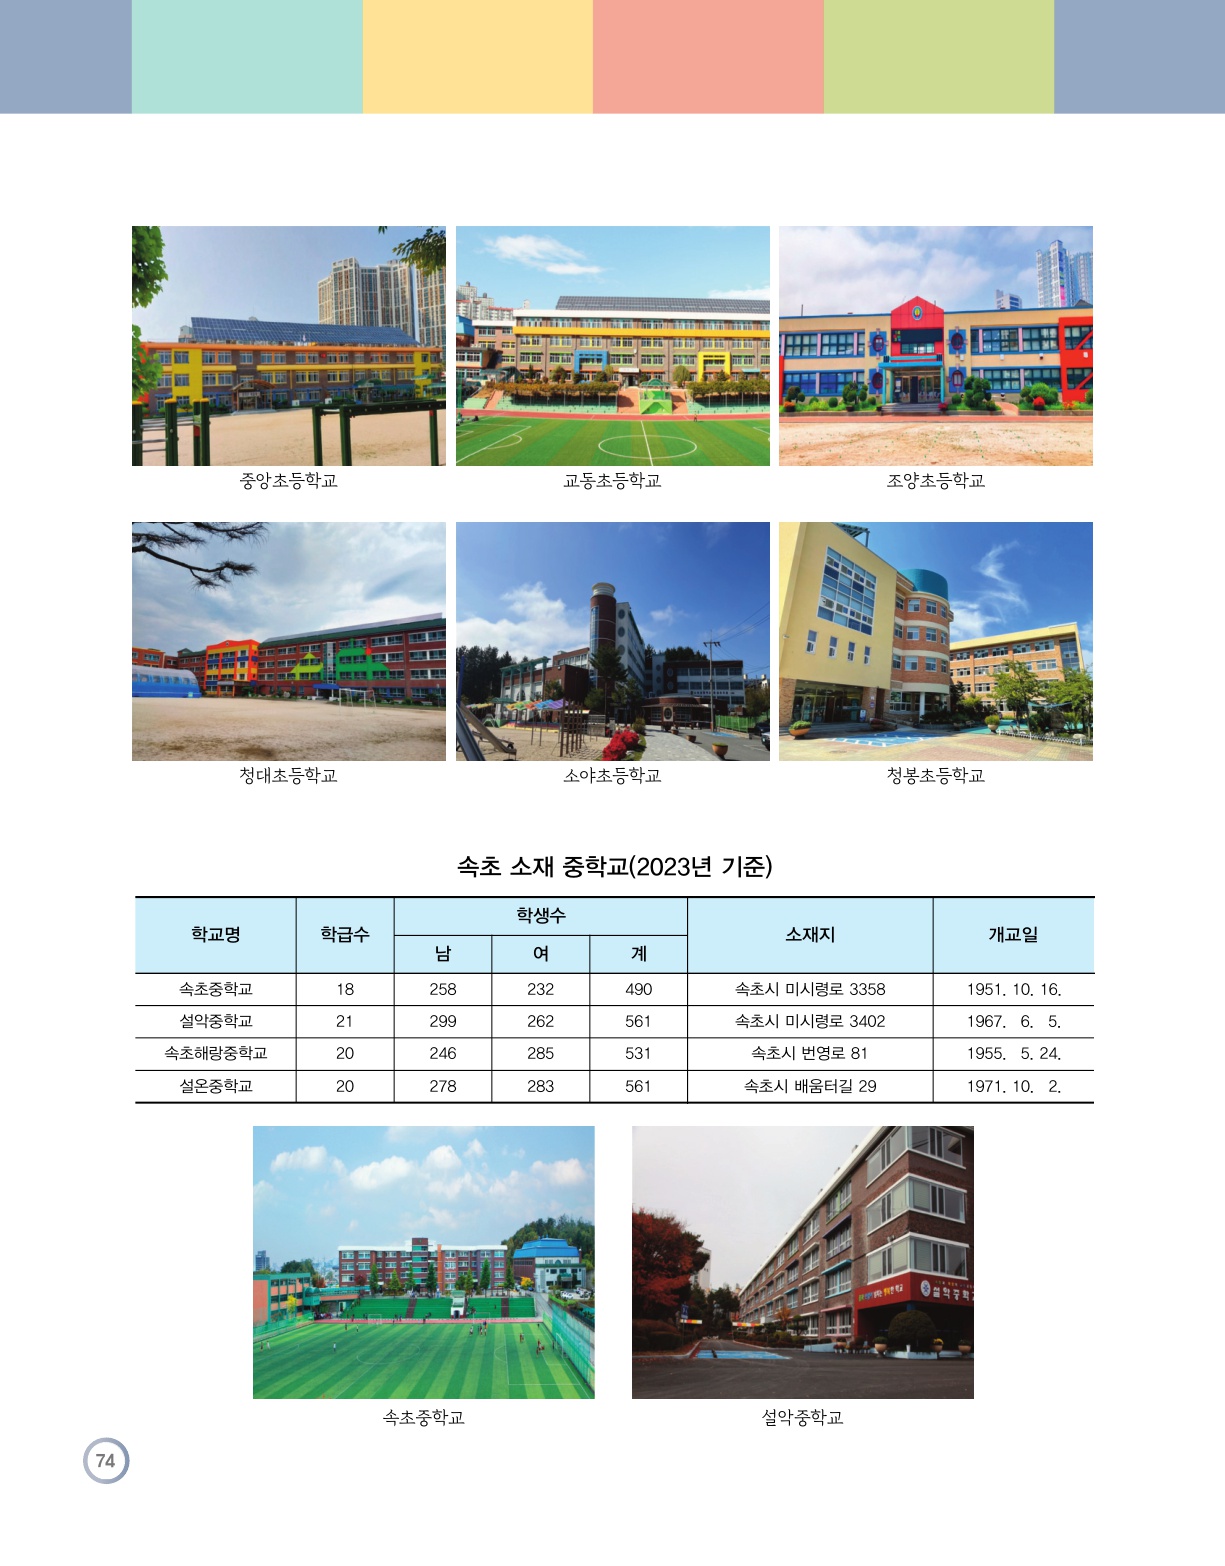 중앙초등학교 교동초등학교 조양초등학교
청대초등학교 소야초등학교 청봉초등학교
속초 소재 중학교(2023년 기준)
학교명 학급수 학생수 소재지 개교일
남 여 계
속초중학교 18 258 232 490 속초시 미시령로 3358 1951. 10. 16.
설악중학교 21 299 262 561 속초시 미시령로 3402 1967. 6. 5.
속초해랑중학교 20 246 285 531 속초시 번영로 81 1955. 5. 24.
설온중학교 20 278 283 561 속초시 배움터길 29 1971. 10. 2.
설악중학교
속초중학교 설악중학교
74